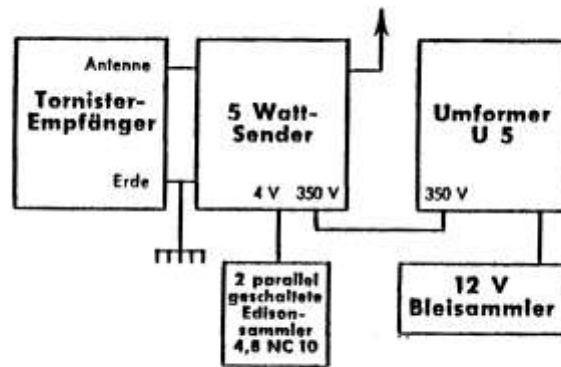 Antenne
Tornister-
Empfänger
Erde
5 Watt-
Sender
4 V 350 V
Umformer
U 5
350 V
2 parallel
geschaltete
Edison-
sammler
4,8 NC 10
12 V
Bleisammler